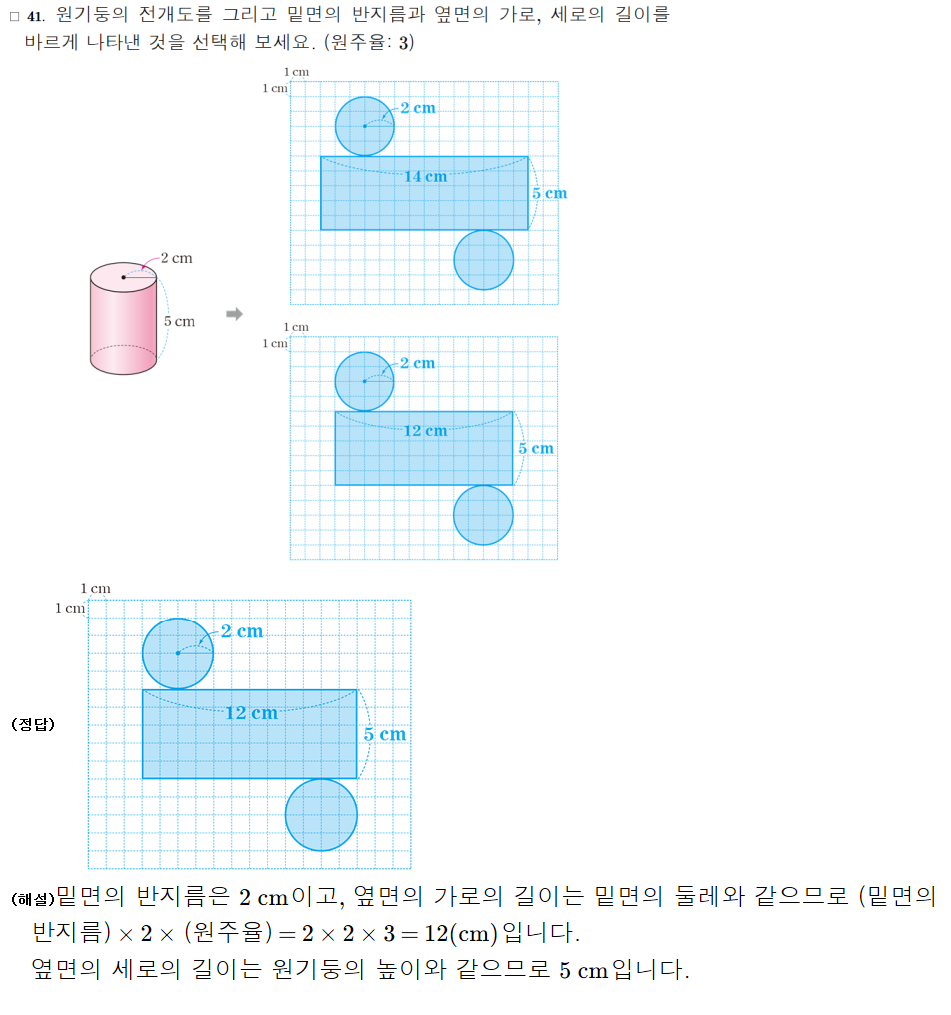 □ 41. 원기둥의 전개도를 그리고 밑면의 반지름과 옆면의 가로, 세로의 길이를
바르게 나타낸 것을 선택해 보세요. (원주율: 3)
1 cm
1 cm
2 cm
14 cm
5 cm
2 cm
5 cm
1 cm
1 cm
2 cm
12 cm
5 cm
1 cm
1 cm
2 cm
12 cm
5 cm
(정답)
(해설)밑면의 반지름은 2 cm이고, 옆면의 가로의 길이는 밑면의 둘레와 같으므로 (밑면의
반지름) × 2 × (원주율) = 2 × 2 × 3 = 12(cm)입니다.
옆면의 세로의 길이는 원기둥의 높이와 같으므로 5 cm입니다.